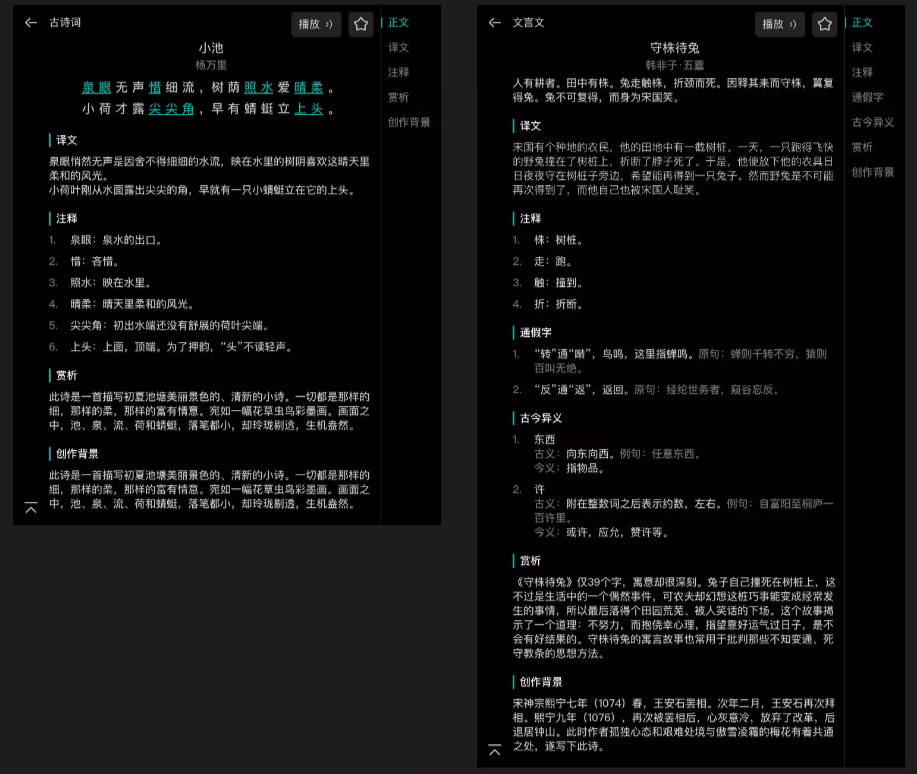 古诗词
播放
小池
杨万里
泉眼无声惜细流，树荫照水爱晴柔。
小荷才露尖尖角，早有蜻蜓立上头。
译文
泉眼悄然无声是因舍不得细细的水流，映在水里的树阴喜欢这晴天里
柔和的风光。
小荷叶刚从水面露出尖尖的角，早就有一只小蜻蜓立在它的上头。
注释
1. 泉眼：泉水的出口。
2. 惜：吝惜。
3. 照水：映在水里。
4. 晴柔：晴天里柔和的风光。
5. 尖尖角：初出水端还没有舒展的荷叶尖端。
6. 上头：上面，顶端。为了押韵，“头”不读轻声。
赏析
此诗是一首描写初夏池塘美丽景色的、清新的小诗。一切都是那样的
细，那样的柔，那样的富有情意。宛如一幅花草虫鸟彩墨画。画面之
中，池、泉、流、荷和蜻蜓，落笔都小，却玲珑剔透，生机盎然。
创作背景
此诗是一首描写初夏池塘美丽景色的、清新的小诗。一切都是那样的
细，那样的柔，那样的富有情意。宛如一幅花草虫鸟彩墨画。画面之
中，池、泉、流、荷和蜻蜓，落笔都小，却玲珑剔透，生机盎然。
正文
译文
注释
赏析
创作背景
文言文
播放
守株待兔
韩非子·五蠹
人有耕者。田中有株。兔走触株，折颈而死。因释其耒而守株，冀复
得兔。兔不可复得，而身为宋国笑。
译文
宋国有个种地的农民，他的田地中有一截树桩。一天，一只跑得飞快
的野兔撞在了树桩上，折断了脖子死了。于是，他便放下他的农具日
日夜夜守在树桩子旁边，希望能再得到一只兔子。然而野兔是不可能
再次得到了，而他自己也被宋国人耻笑。
注释
1. 株：树桩。
2. 走：跑。
3. 触：撞到。
4. 折：折断。
通假字
1. “转”通“啭”，鸟鸣，这里指蝉鸣。原句：蝉则千转不穷，猿则
百叫无绝。
2. “反”通“返”，返回。原句：经纶世务者，窥谷忘反。
古今异义
1. 东西
古义：向东向西。例句：任意东西。
今义：指物品。
2. 许
古义：附在整数词之后表示约数，左右。例句：自富阳至桐庐一
百许里。
今义：或许，应允，赞许等。
赏析
《守株待兔》仅39个字，寓意却很深刻。兔子自己撞死在树桩上，这
不过是生活中的一个偶然事件，可农夫却幻想这桩巧事能变成经常发
生的事情，所以最后落得个田园荒芜、被人笑话的下场。这个故事揭
示了一个道理：不努力，而抱侥幸心理，指望靠好运气过日子，是不
会有好结果的。守株待兔的寓言故事也常用于批判那些不知变通、死
守教条的思想方法。
创作背景
宋神宗熙宁七年（1074）春，王安石罢相。次年二月，王安石再次拜
相。熙宁九年（1076），再次被罢相后，心灰意冷，放弃了改革，后
退居钟山。此时作者孤独心态和艰难处境与傲雪凌霜的梅花有着共通
之处，遂写下此诗。
正文
译文
注释
通假字
古今异义
赏析
创作背景